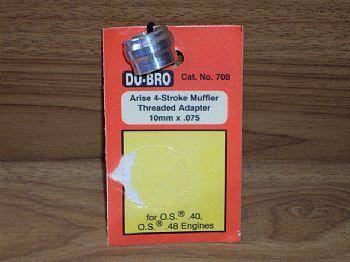 DU-BRO Cat. No. 708
Arise 4-Stroke Muffler
Threaded Adapter
10mm x .075
for O.S.® .40,
O.S.® .48 Engines